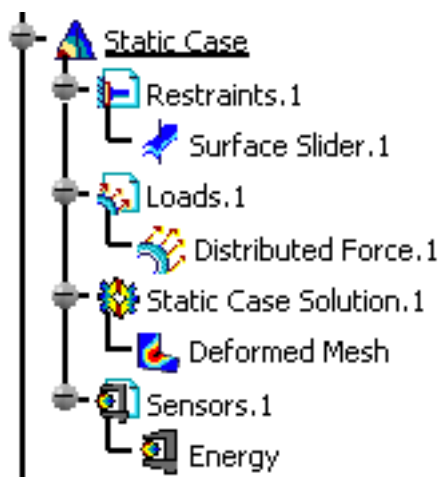 Static Case
Restraints.1
Surface Slider.1
Loads.1
Distributed Force.1
Static Case Solution.1
Deformed Mesh
Sensors.1
Energy